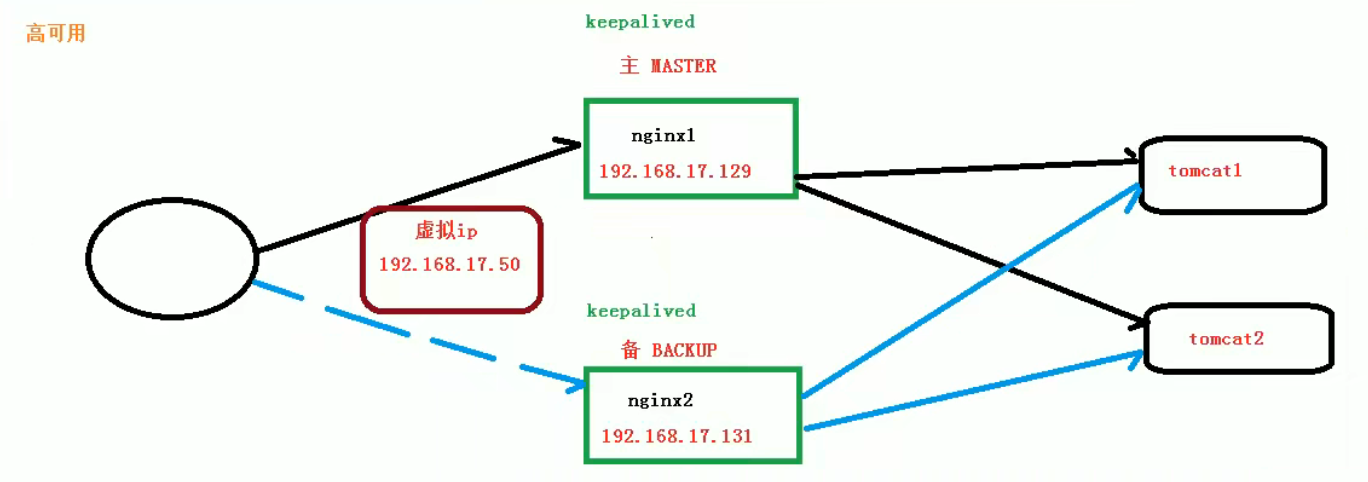 高可用
keepalived
主 MASTER
nginx1
192.168.17.129
虚拟ip
192.168.17.50
keepalived
备 BACKUP
nginx2
192.168.17.131
tomcat1
tomcat2